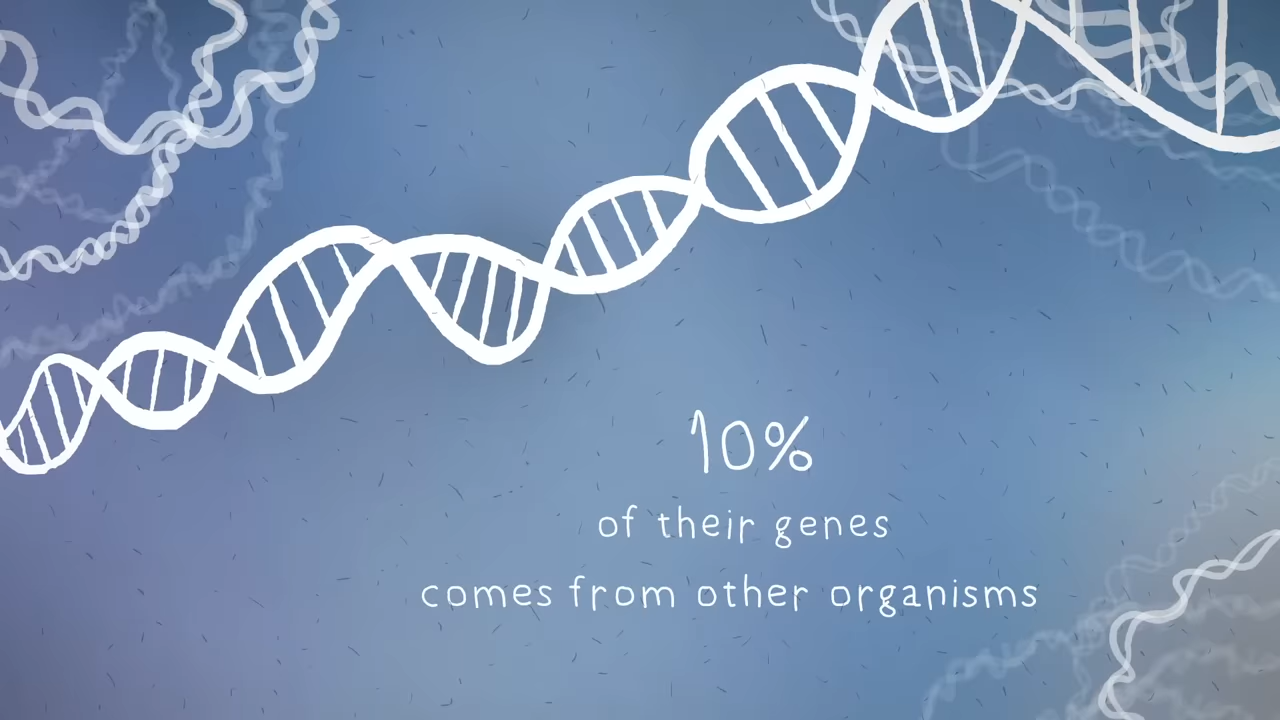 10%
of their genes
comes from other organisms